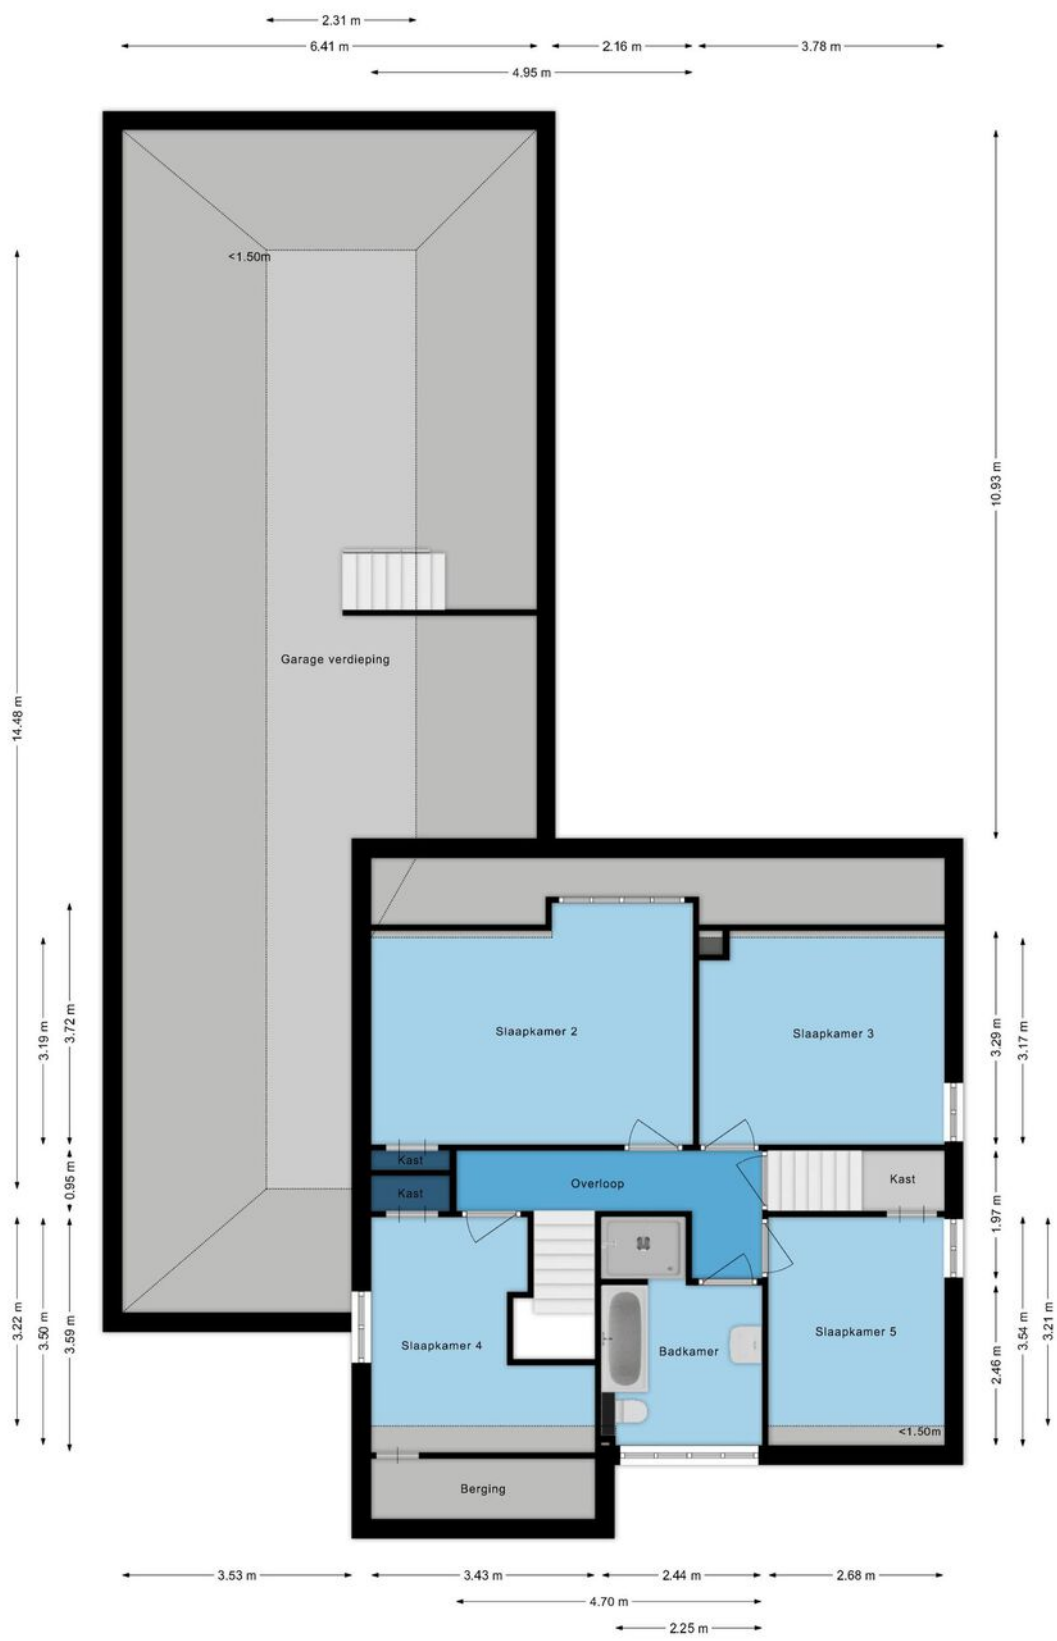 2.31 m
6.41 m
2.16 m
3.78 m
4.95 m
<1.50m
10.93 m
Garage verdieping
14.48 m
3.72 m
3.19 m
Slaapkamer 2
Slaapkamer 3
3.29 m
3.17 m
Kast
0.95 m
Kast
Overloop
Kast
1.97 m
3.22 m
3.50 m
3.59 m
Slaapkamer 4
Badkamer
Slaapkamer 5
2.46 m
3.54 m
3.21 m
<1.50m
Berging
3.53 m
3.43 m
2.44 m
2.68 m
4.70 m
2.25 m